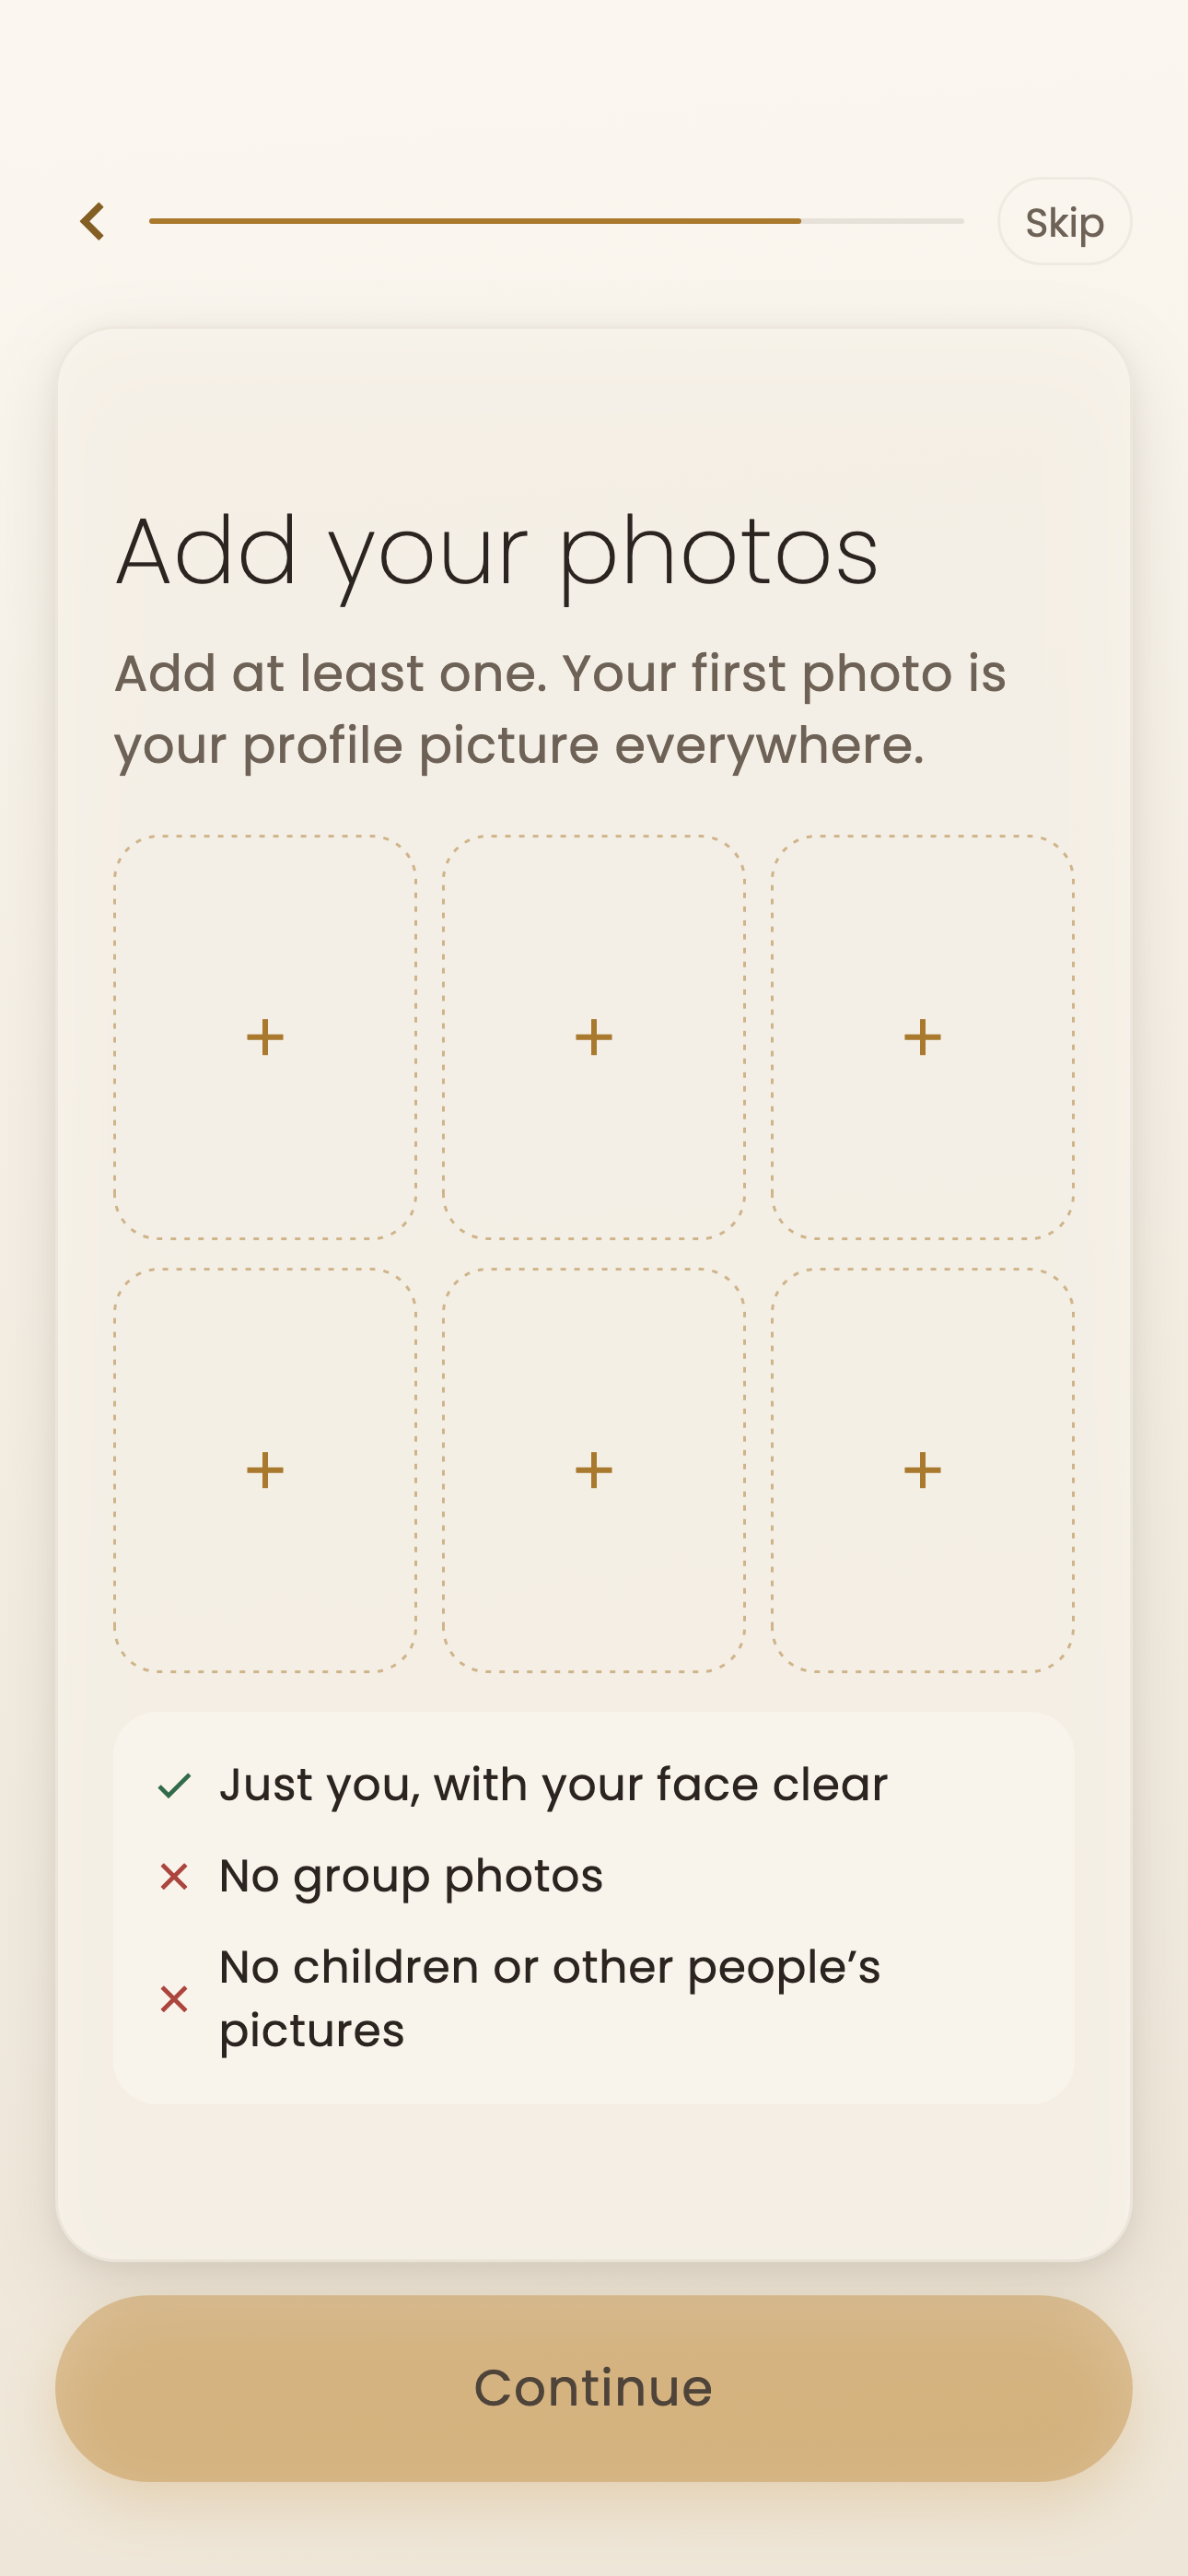 Skip
Add your photos
Add at least one. Your first photo is
your profile picture everywhere.
Just you, with your face clear
No group photos
No children or other people’s
pictures
Continue